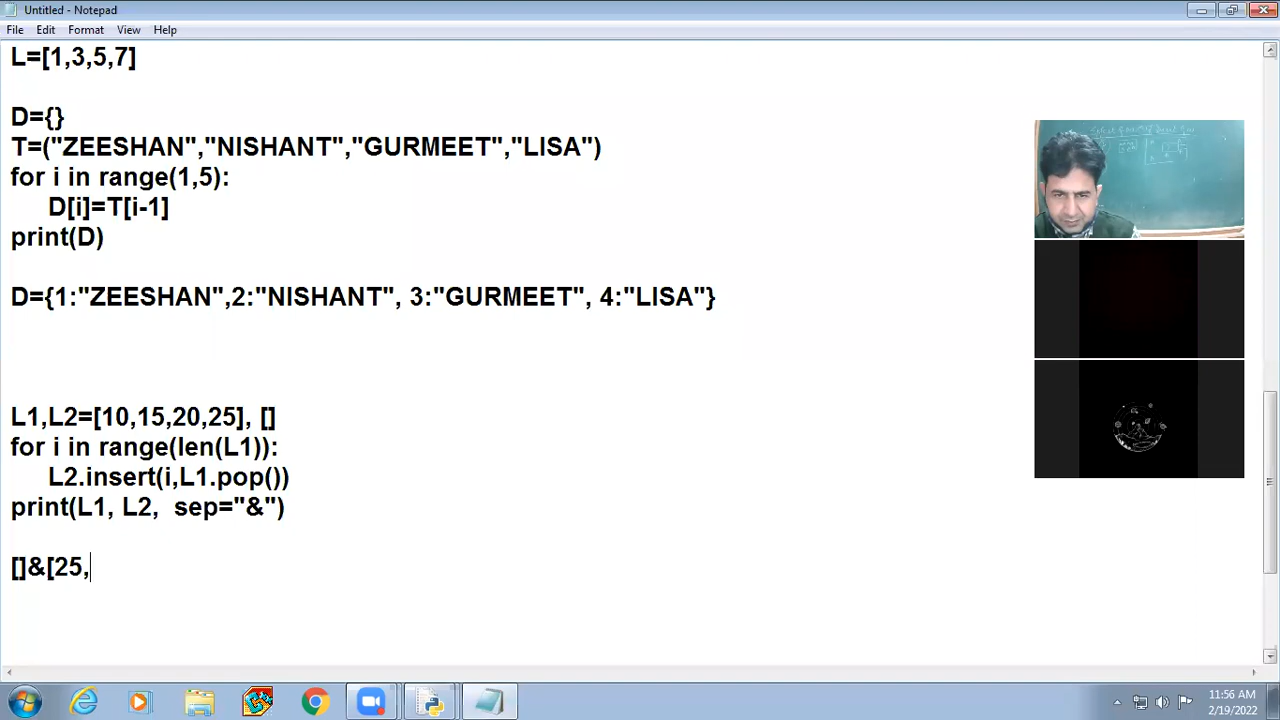 Untitled - Notepad
File Edit Format View Help
L=[1,3,5,7]
D={}
T=("ZEESHAN","NISHANT","GURMEET","LISA")
for i in range(1,5):
D[i]=T[i-1]
print(D)
D={1:"ZEESHAN",2:"NISHANT", 3:"GURMEET", 4:"LISA"}
L1,L2=[10,15,20,25], []
for i in range(len(L1)):
L2.insert(i,L1.pop())
print(L1, L2,  sep="&")
[]&[25,
11:56 AM
2/19/2022